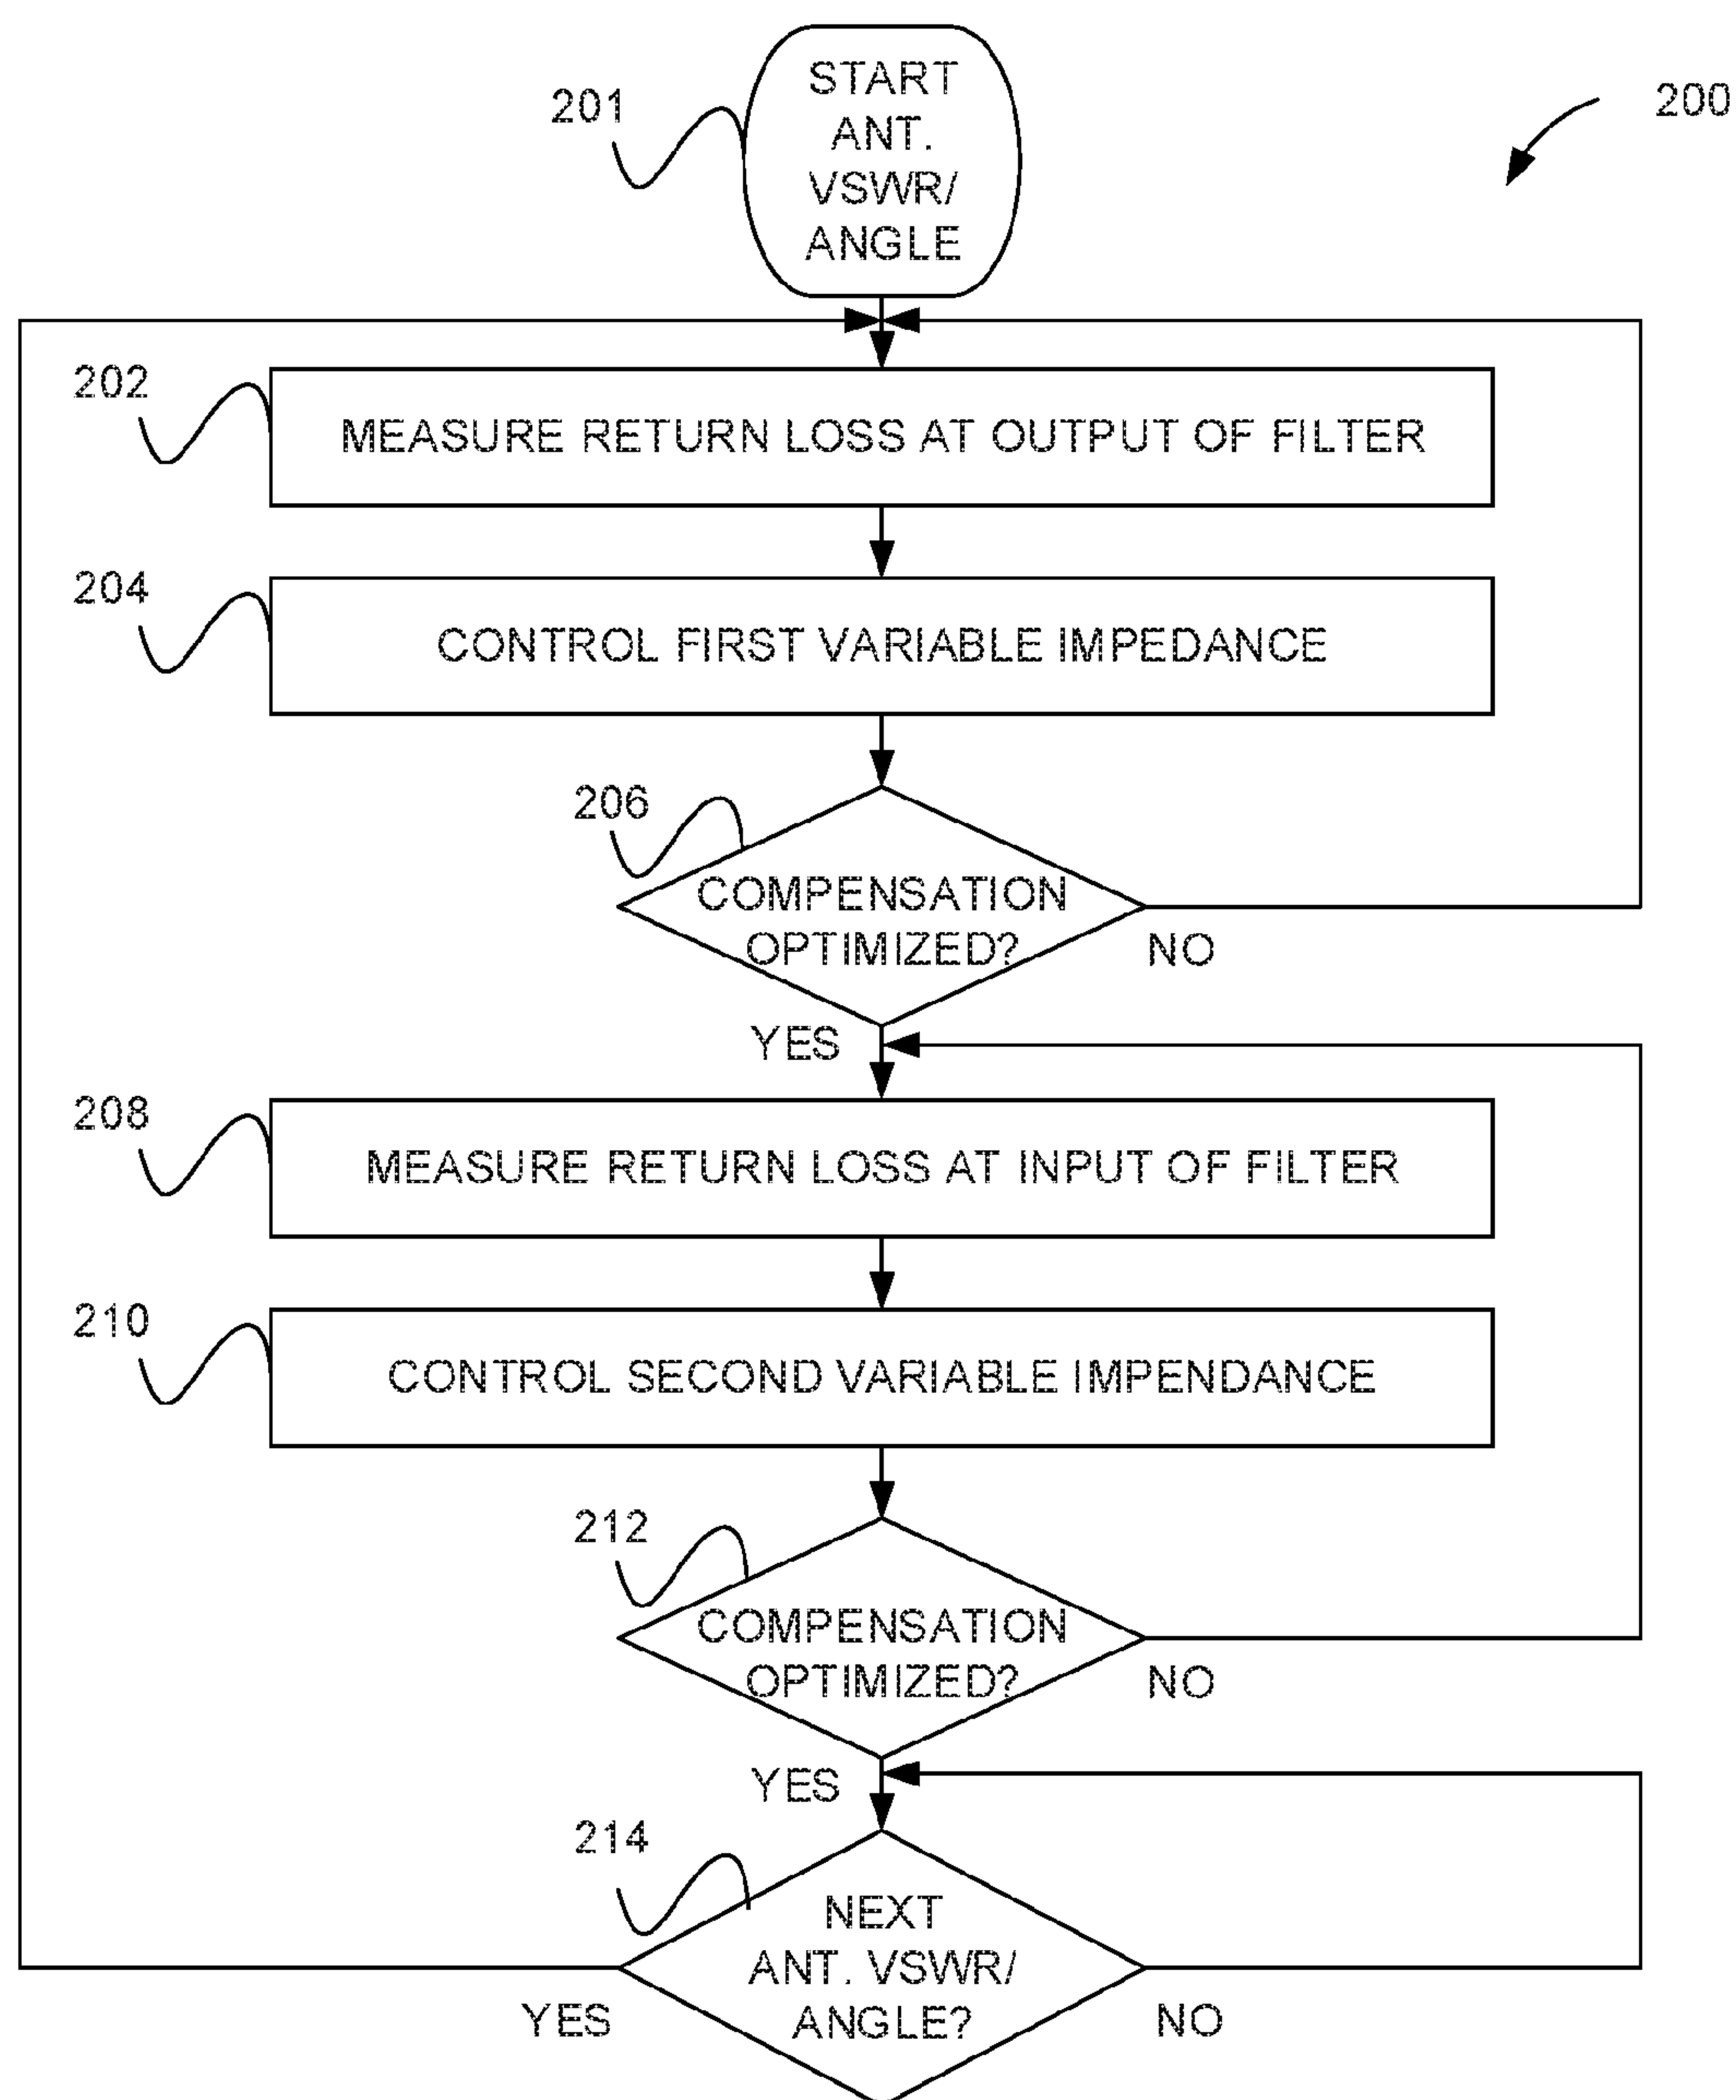 START
ANT.
VSWR/
ANGLE
201
200
202
MEASURE RETURN LOSS AT OUTPUT OF FILTER
204
CONTROL FIRST VARIABLE IMPEDANCE
206
COMPENSATION
OPTIMIZED?
NO
YES
208
MEASURE RETURN LOSS AT INPUT OF FILTER
210
CONTROL SECOND VARIABLE IMPENDANCE
212
COMPENSATION
OPTIMIZED?
NO
YES
214
NEXT
ANT. VSWR/
ANGLE?
YES
NO